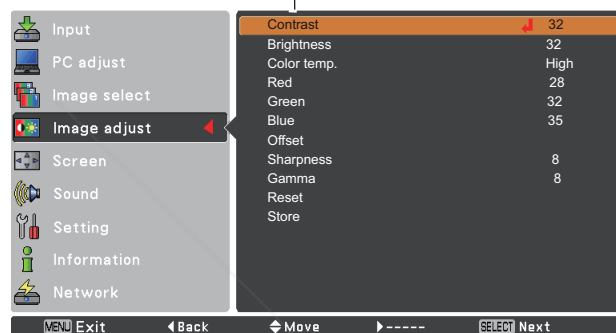 Input
PC adjust
Image select
Image adjust
Screen
Sound
Setting
Information
Network
Contrast 32
Brightness 32
Color temp. High
Red 28
Green 32
Blue 35
Offset
Sharpness 8
Gamma 8
Reset
Store
MENU Exit Back Move ----- SELECT Next